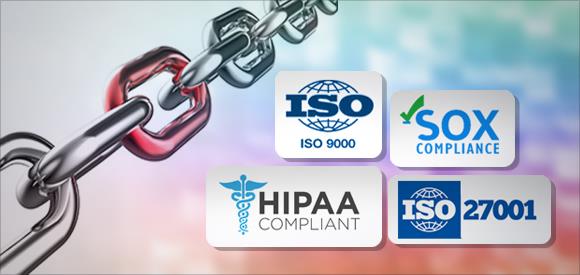 ISO
ISO 9000
SOX
COMPLIANCE
HIPAA
COMPLIANT
ISO 27001